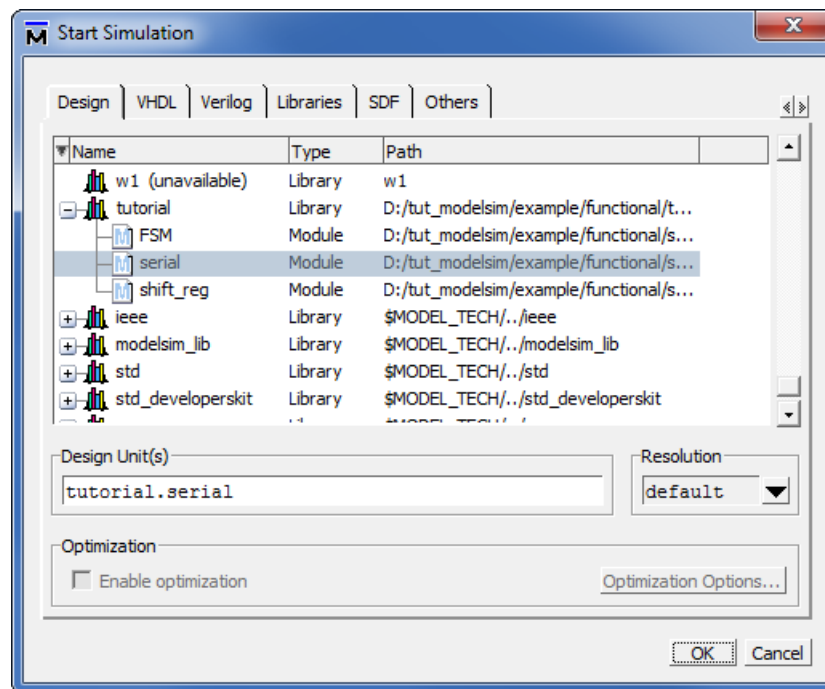 Start Simulation
Design VHDL Verilog Libraries SDF Others
Name Type Path
w1 (unavailable) Library w1
tutorial Library D:/tut_modelsim/example/functional/t...
FSM Module D:/tut_modelsim/example/functional/s...
serial Module D:/tut_modelsim/example/functional/s...
shift_reg Module D:/tut_modelsim/example/functional/s...
ieee Library $MODEL_TECH/../ieee
modelsim_lib Library $MODEL_TECH/../modelsim_lib
std Library $MODEL_TECH/../std
std_developerskit Library $MODEL_TECH/../std_developerskit
Design Unit(s) Resolution
tutorial.serial default
Optimization
Enable optimization Optimization Options...
OK Cancel